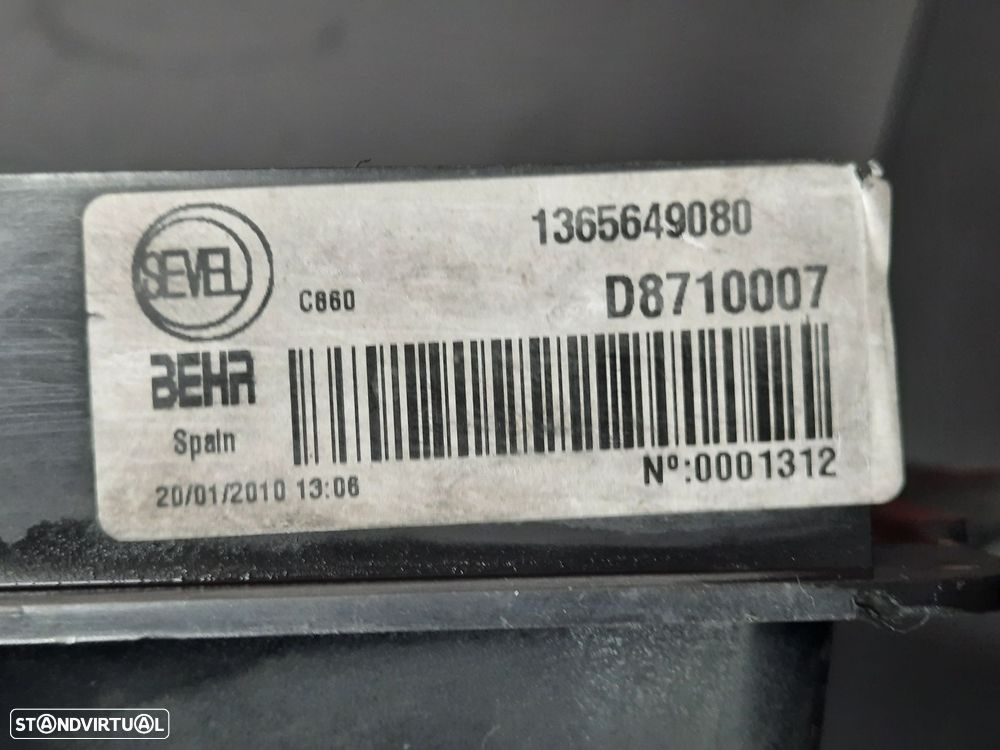 SEVEL
1365649080
C860
D8710007
BEHR
Spain
Nº:0001312
20/01/2010 13:06
STANDVIRTUAL